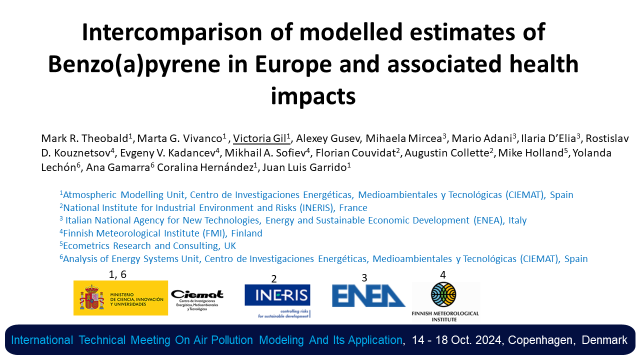 Intercomparison of modelled estimates of
Benzo(a)pyrene in Europe and associated health
impacts
Mark R. Theobald¹, Marta G. Vivanco¹ , Victoria Gil¹, Alexey Gusev, Mihaela Mircea³, Mario Adani³, Ilaria D’Elia³, Rostislav
D. Kouznetsov⁴, Evgeny V. Kadancev⁴, Mikhail A. Sofiev⁴, Florian Couvidat², Augustin Collette², Mike Holland⁵, Yolanda
Lechón⁶, Ana Gamarra⁶ Coralina Hernández¹, Juan Luis Garrido¹
¹Atmospheric Modelling Unit, Centro de Investigaciones Energéticas, Medioambientales y Tecnológicas (CIEMAT), Spain
²National Institute for Industrial Environment and Risks (INERIS), France
³ Italian National Agency for New Technologies, Energy and Sustainable Economic Development (ENEA), Italy
⁴Finnish Meteorological Institute (FMI), Finland
⁵Ecometrics Research and Consulting, UK
⁶Analysis of Energy Systems Unit, Centro de Investigaciones Energéticas, Medioambientales y Tecnológicas (CIEMAT), Spain
1, 6
2
3
4
MINISTERIO
DE CIENCIA, INNOVACIÓN
Y UNIVERSIDADES
Ciemat
Centro de Investigaciones
Energéticas, Medioambientales
y Tecnológicas
INERIS
controlling risks
for sustainable development
ENEA
FINNISH METEOROLOGICAL
INSTITUTE
International Technical Meeting On Air Pollution Modeling And Its Application, 14 - 18 Oct. 2024, Copenhagen, Denmark